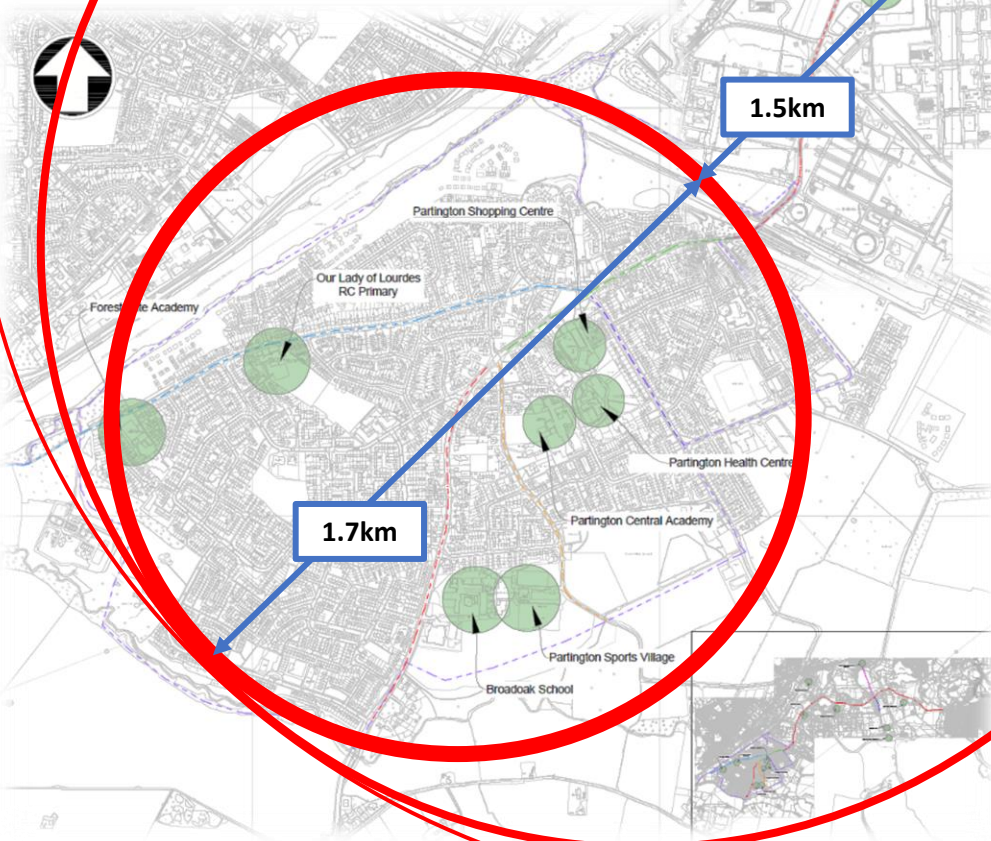 1.5km
Partington Shopping Centre
Our Lady of Lourdes
RC Primary
Academy
Partington Health Centre
1.7km
Partington Central Academy
Partington Sports Village
Broadoak School